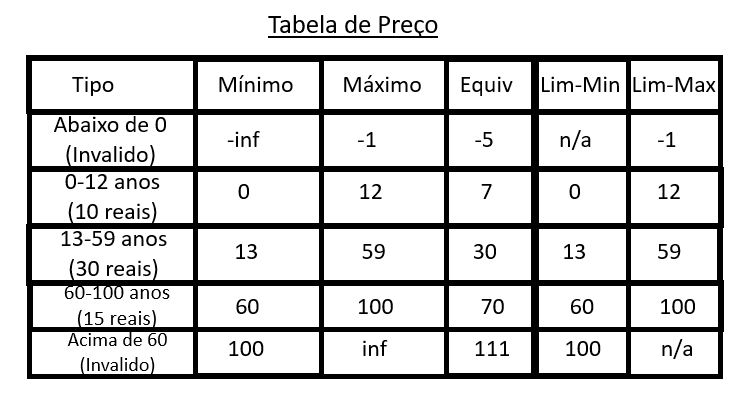 Tabela de Preço
Tipo Mínimo Máximo Equiv Lim-Min Lim-Max
Abaixo de 0
(Invalido) -inf -1 -5 n/a -1
0-12 anos
(10 reais) 0 12 7 0 12
13-59 anos
(30 reais) 13 59 30 13 59
60-100 anos
(15 reais) 60 100 70 60 100
Acima de 60
(Invalido) 100 inf 111 100 n/a